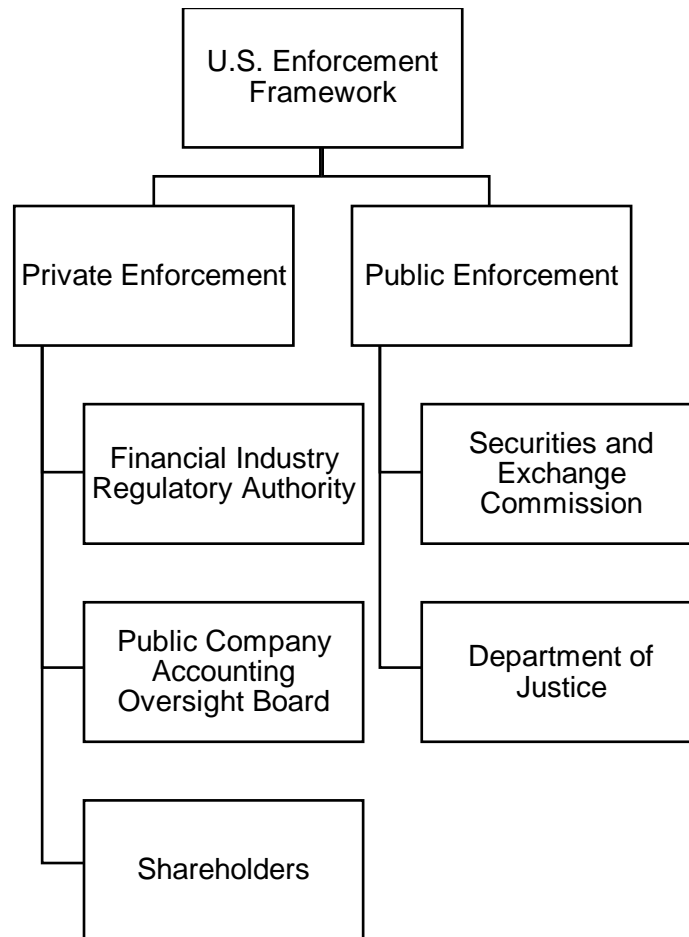 U.S. Enforcement
Framework
Private Enforcement
Public Enforcement
Financial Industry
Regulatory Authority
Public Company
Accounting
Oversight Board
Shareholders
Securities and
Exchange
Commission
Department of
Justice